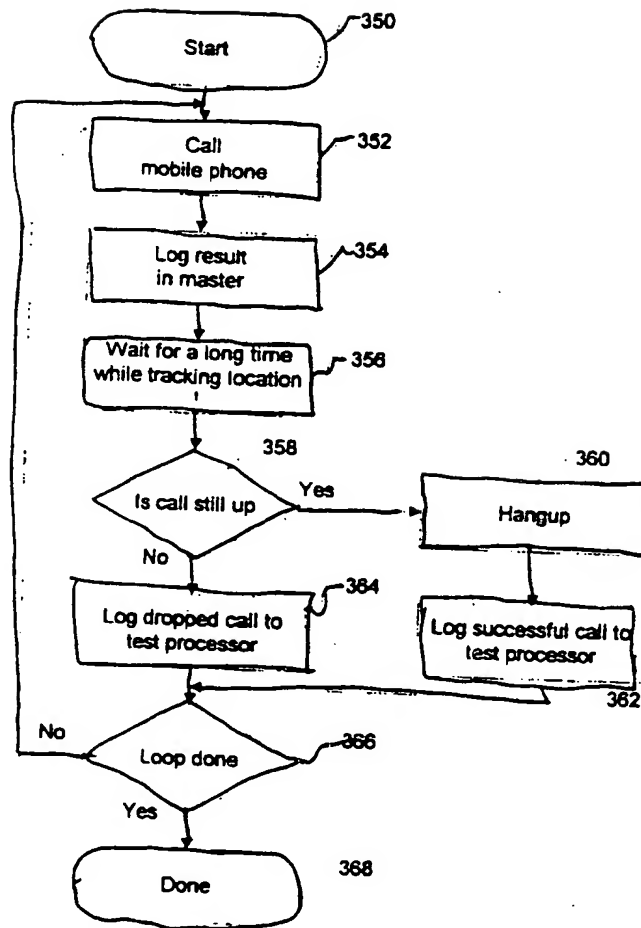 350
Start
352
Call
mobile phone
354
Log result
in master
356
Wait for a long time
while tracking location
358
Is call still up
Yes
No
360
Hangup
364
Log dropped call to
test processor
Log successful call to
test processor
362
No
Loop done
366
Yes
Done
368